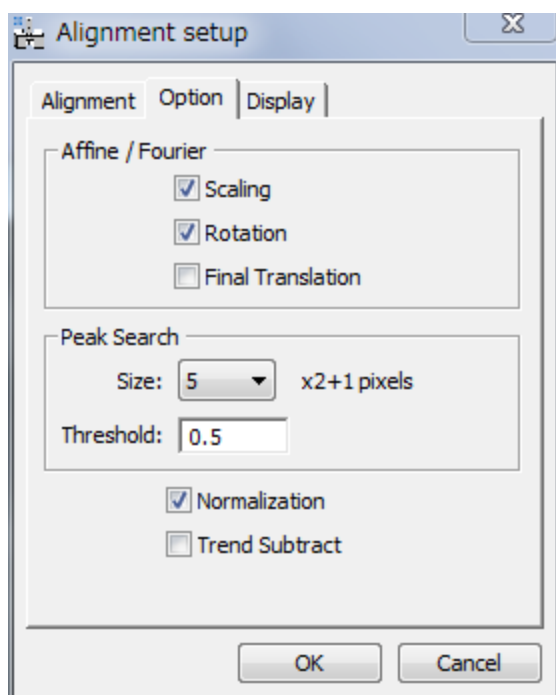 Alignment setup
Alignment Option Display
Affine / Fourier
Scaling
Rotation
Final Translation
Peak Search
Size: 5 x2+1 pixels
Threshold: 0.5
Normalization
Trend Subtract
OK Cancel